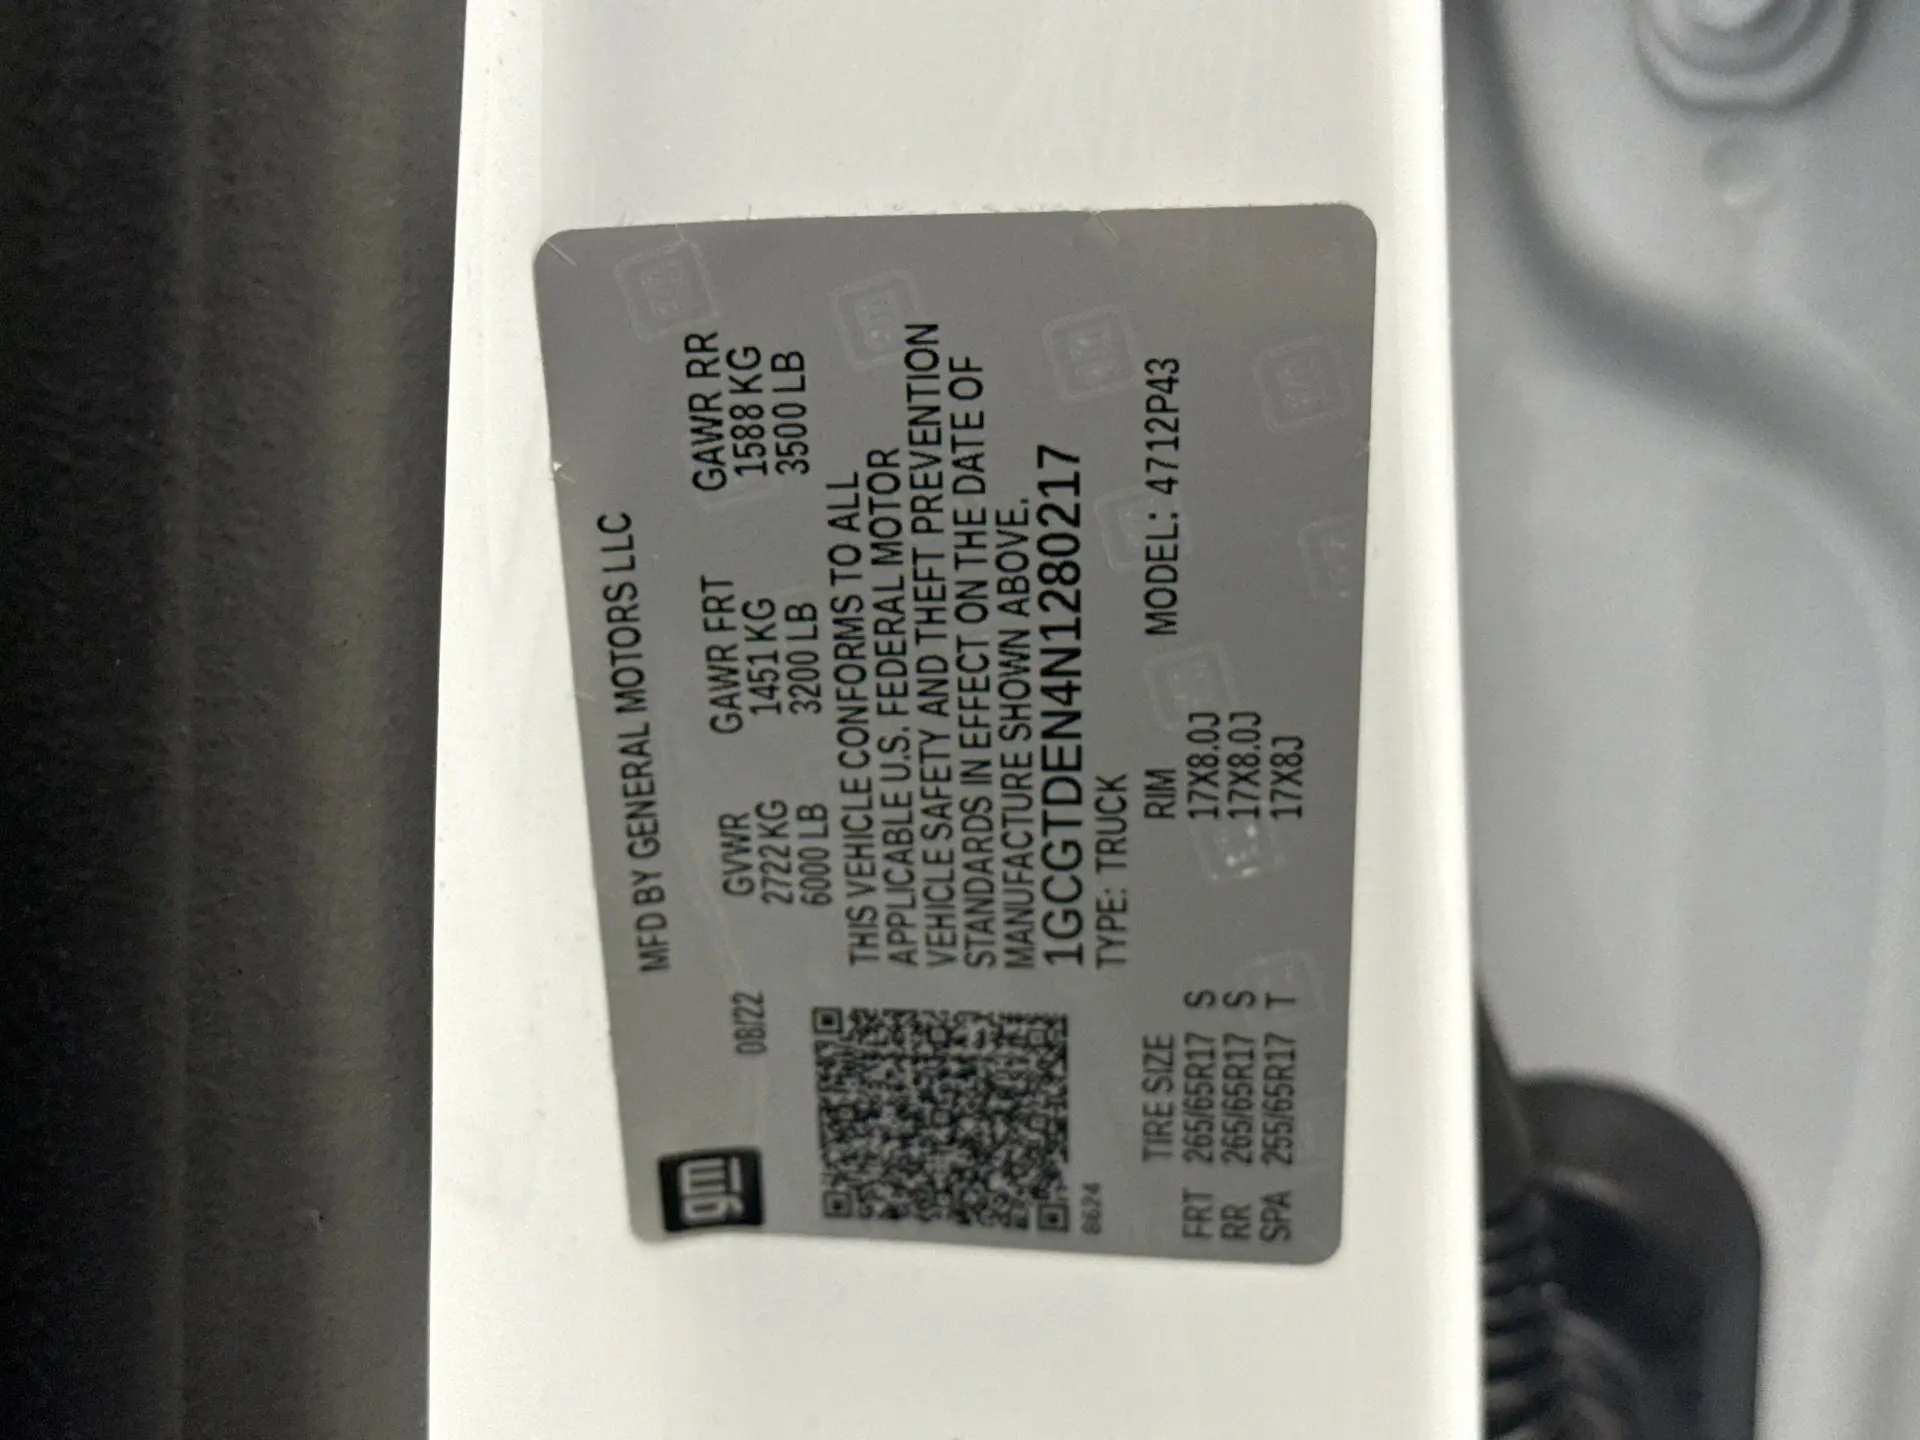 gm
MFD BY GENERAL MOTORS LLC
08/22
GVWR GAWR FRT GAWR RR
2722 KG 1451 KG 1588 KG
6000 LB 3200 LB 3500 LB
THIS VEHICLE CONFORMS TO ALL
APPLICABLE U.S. FEDERAL MOTOR
VEHICLE SAFETY AND THEFT PREVENTION
STANDARDS IN EFFECT ON THE DATE OF
MANUFACTURE SHOWN ABOVE.
1GCGTDEN4N1280217
8624
TYPE: TRUCK
TIRE SIZE RIM MODEL: 4712P43
FRT 265/65R17 S 17X8.0J
RR 265/65R17 S 17X8.0J
SPA 255/65R17 T 17X8J